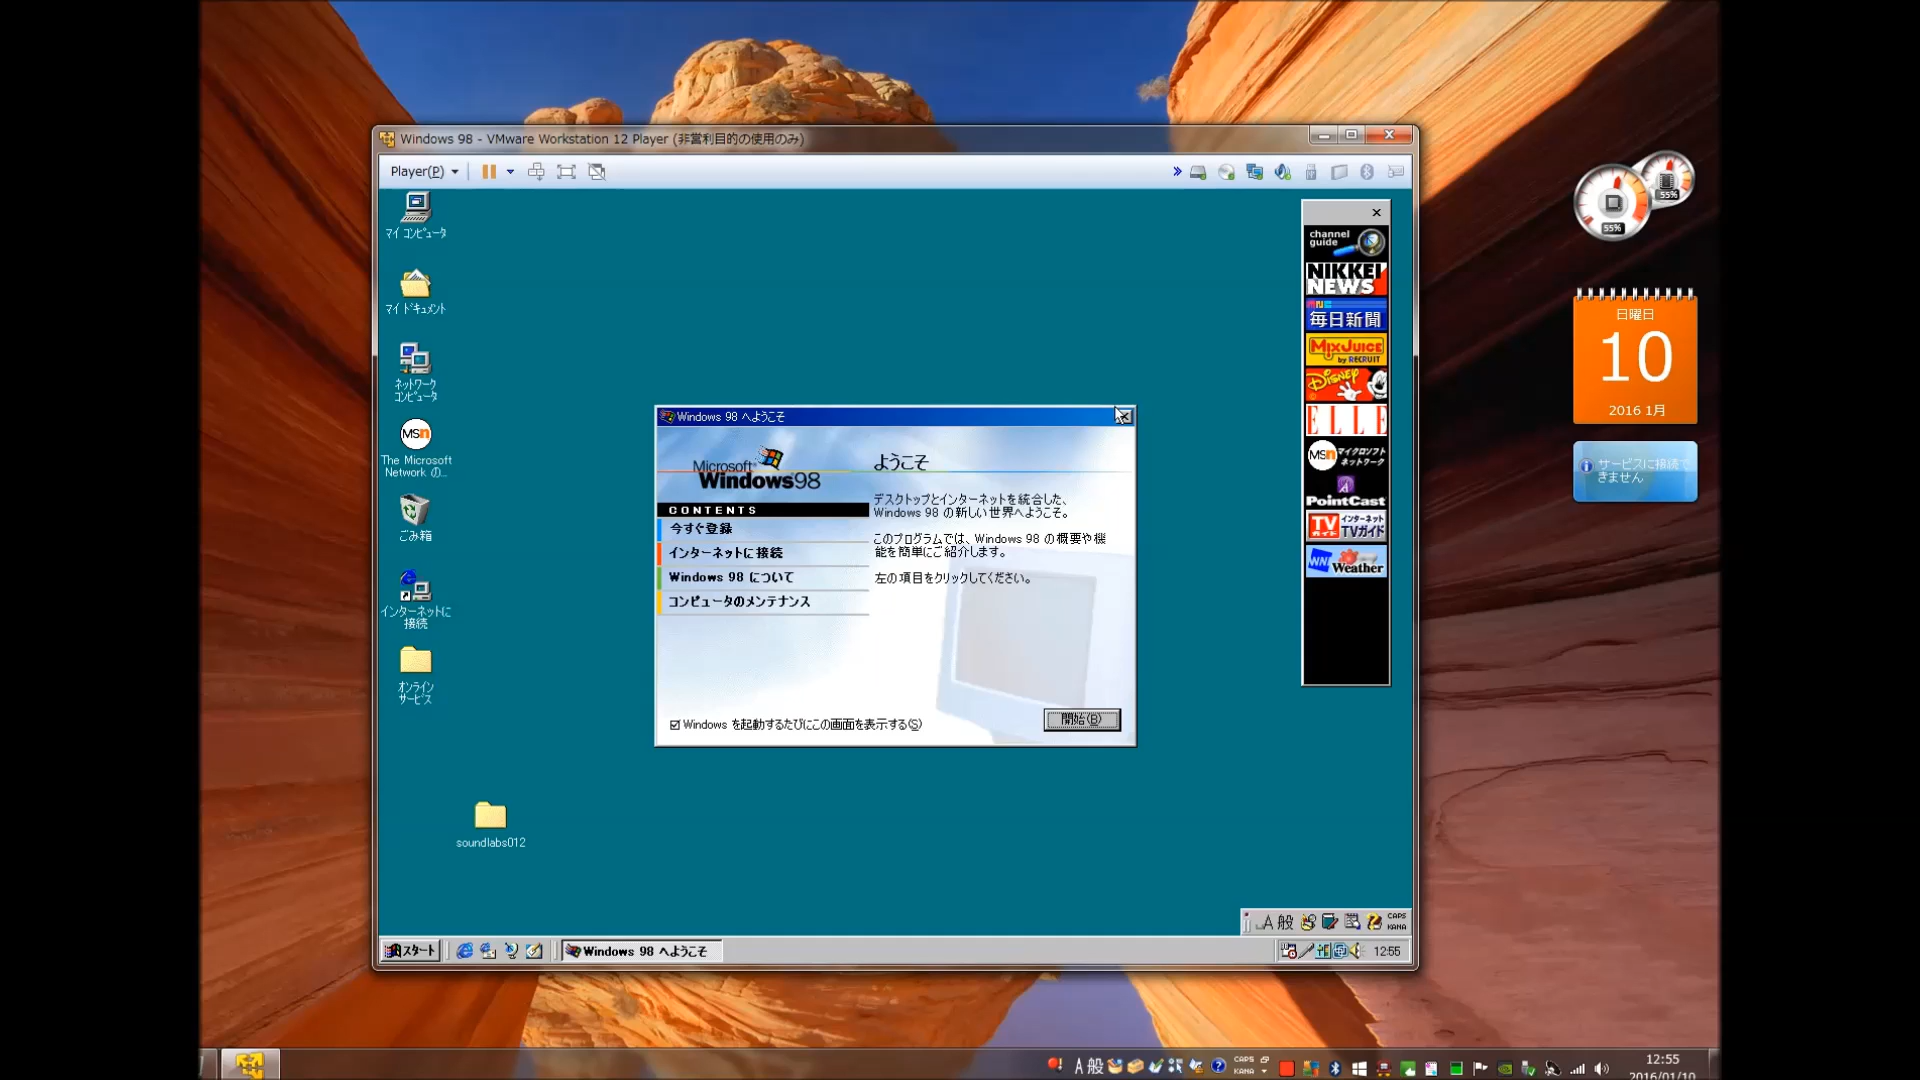 Windows 98 - VMware Workstation 12 Player (非営利目的の使用のみ)
Player(P)
マイ コンピュータ
マイ ドキュメント
ネットワーク
コンピュータ
msn
The Microsoft
Network の...
ごみ箱
インターネットに
接続
オンライン
サービス
soundlabs012
Windows 98 へようこそ
Microsoft
Windows98
ようこそ
CONTENTS
今すぐ登録
インターネットに接続
Windows 98 について
コンピュータのメンテナンス
デスクトップとインターネットを統合した、
Windows 98 の新しい世界へようこそ。
このプログラムでは、Windows 98 の概要や機
能を簡単にご紹介します。
左の項目をクリックしてください。
Windows を起動するたびにこの画面を表示する(S)
開始(B)
channel
guide
NIKKEI
NEWS
毎日新聞
MixJuice
by RECRUIT
Disney
ELLE
msn マイクロソフト
ネットワーク
PointCast
TV
ガイド
インターネット
TVガイド
WNI
Weather
A 般
CAPS
KANA
スタート
Windows 98 へようこそ
12:55
55%
55%
日曜日
10
2016 1月
サービスに接続で
きません
A 般
CAPS
KANA
12:55
2016/01/10